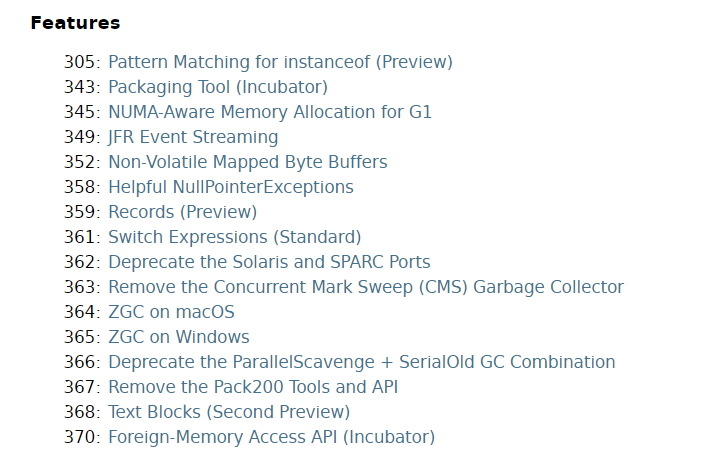 Features
305: Pattern Matching for instanceof (Preview)
343: Packaging Tool (Incubator)
345: NUMA-Aware Memory Allocation for G1
349: JFR Event Streaming
352: Non-Volatile Mapped Byte Buffers
358: Helpful NullPointerExceptions
359: Records (Preview)
361: Switch Expressions (Standard)
362: Deprecate the Solaris and SPARC Ports
363: Remove the Concurrent Mark Sweep (CMS) Garbage Collector
364: ZGC on macOS
365: ZGC on Windows
366: Deprecate the ParallelScavenge + SerialOld GC Combination
367: Remove the Pack200 Tools and API
368: Text Blocks (Second Preview)
370: Foreign-Memory Access API (Incubator)